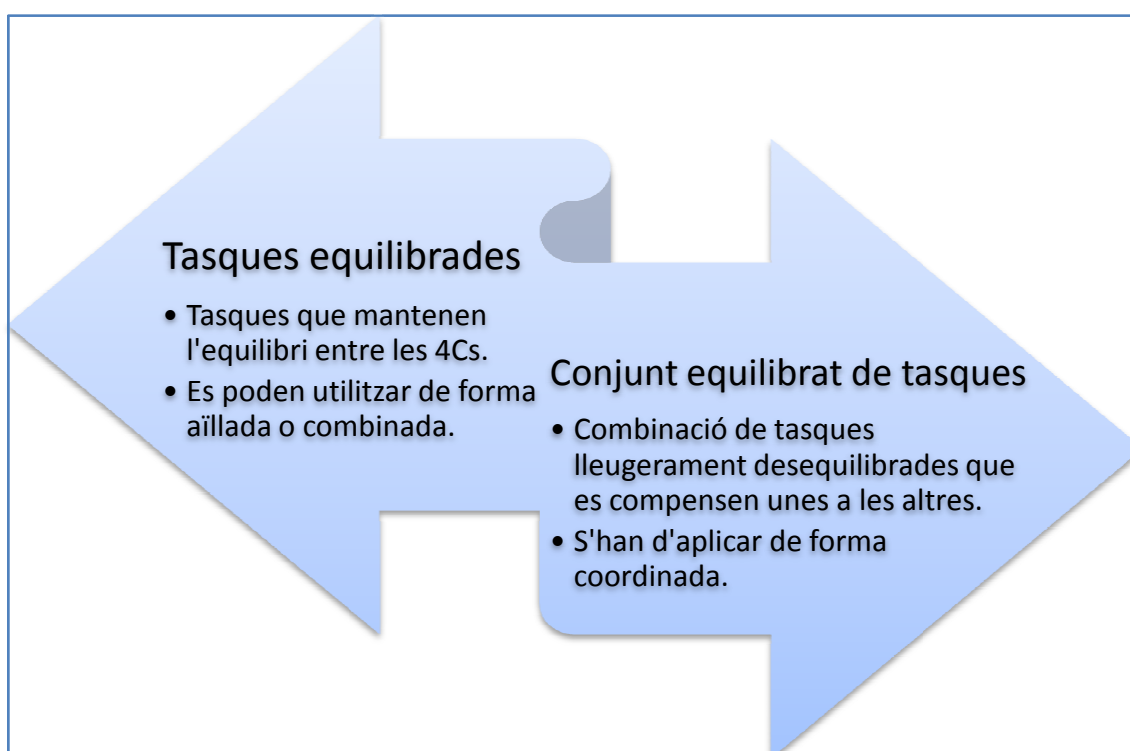 Tasques equilibrades
• Tasques que mantenen
l'equilibri entre les 4Cs.
• Es poden utilitzar de forma
aïllada o combinada.
Conjunt equilibrat de tasques
• Combinació de tasques
lleugerament desequilibrades que
es compensen unes a les altres.
• S'han d'aplicar de forma
coordinada.